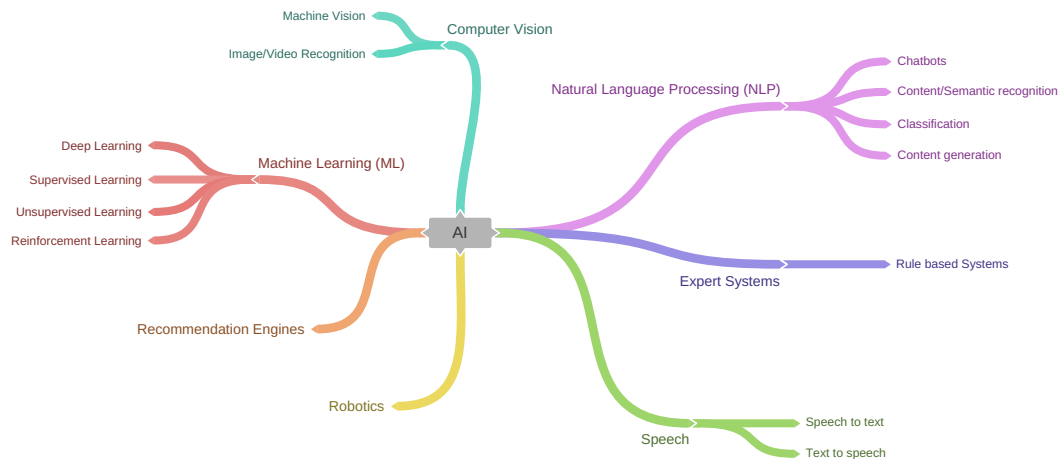 Machine Vision
Computer Vision
Image/Video Recognition
Chatbots
Natural Language Processing (NLP)
Content/Semantic recognition
Classification
Content generation
Deep Learning
Machine Learning (ML)
Supervised Learning
Unsupervised Learning
Reinforcement Learning
AI
Rule based Systems
Expert Systems
Recommendation Engines
Robotics
Speech to text
Speech
Text to speech